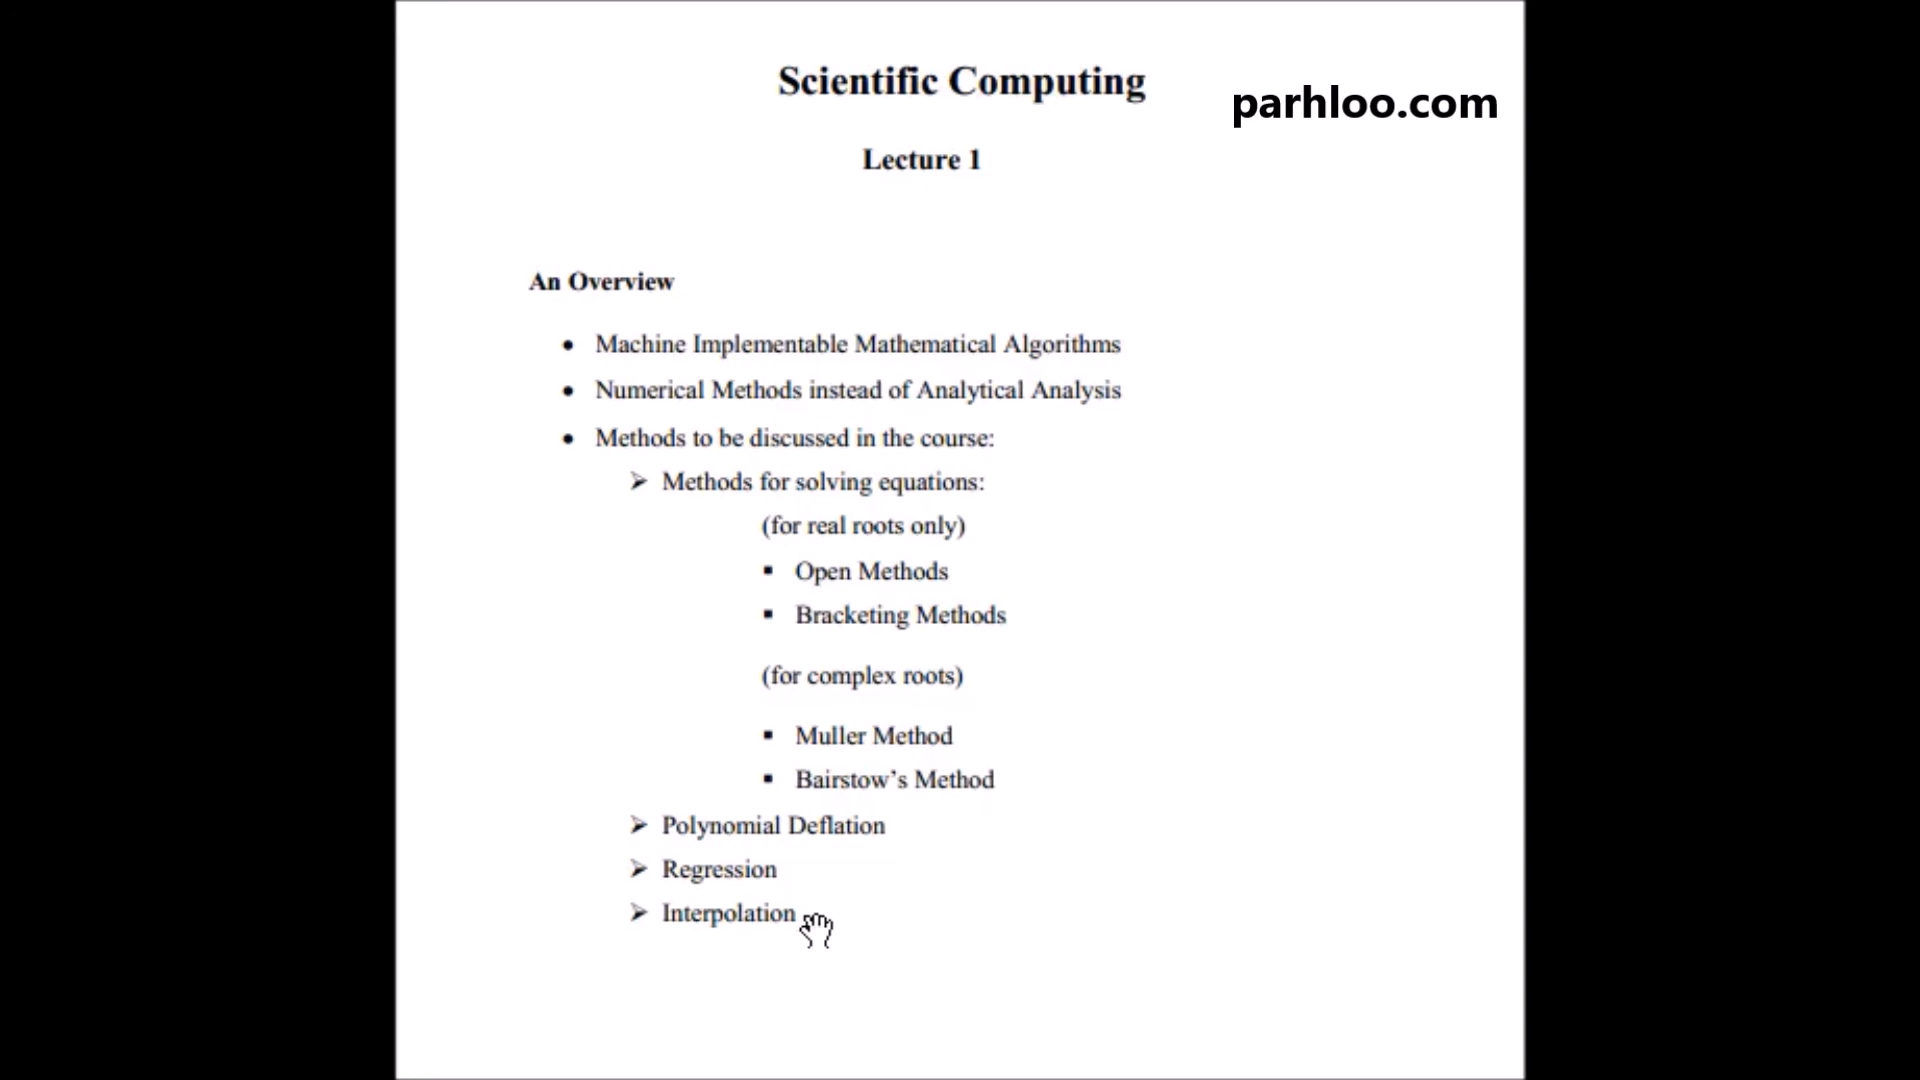 Scientific Computing
parhloo.com
Lecture 1
An Overview
• Machine Implementable Mathematical Algorithms
• Numerical Methods instead of Analytical Analysis
• Methods to be discussed in the course:
➢ Methods for solving equations:
(for real roots only)
▪ Open Methods
▪ Bracketing Methods
(for complex roots)
▪ Muller Method
▪ Bairstow’s Method
➢ Polynomial Deflation
➢ Regression
➢ Interpolation